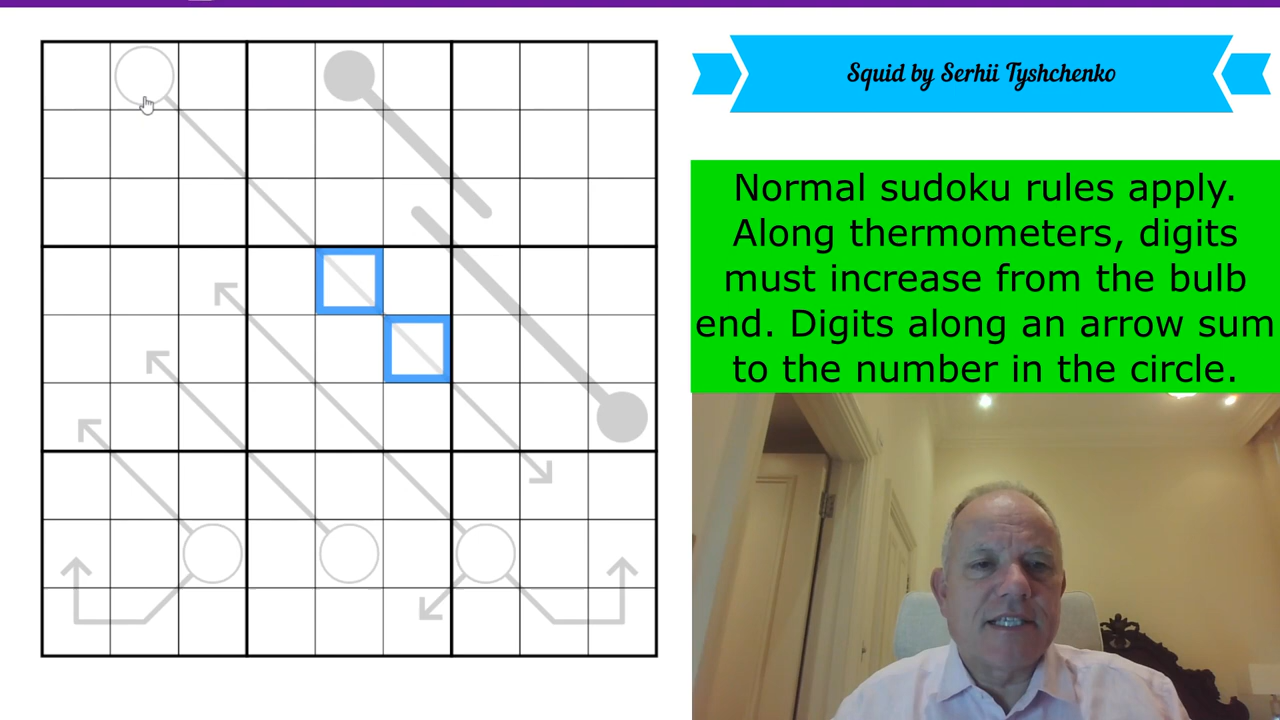 Squid by Serhii Tyshchenko
Normal sudoku rules apply.
Along thermometers, digits
must increase from the bulb
end. Digits along an arrow sum
to the number in the circle.